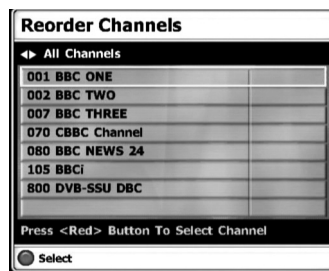 Reorder Channels
All Channels
001 BBC ONE
002 BBC TWO
007 BBC THREE
070 CBBC Channel
080 BBC NEWS 24
105 BBCi
800 DVB-SSU DBC
Press <Red> Button To Select Channel
Select